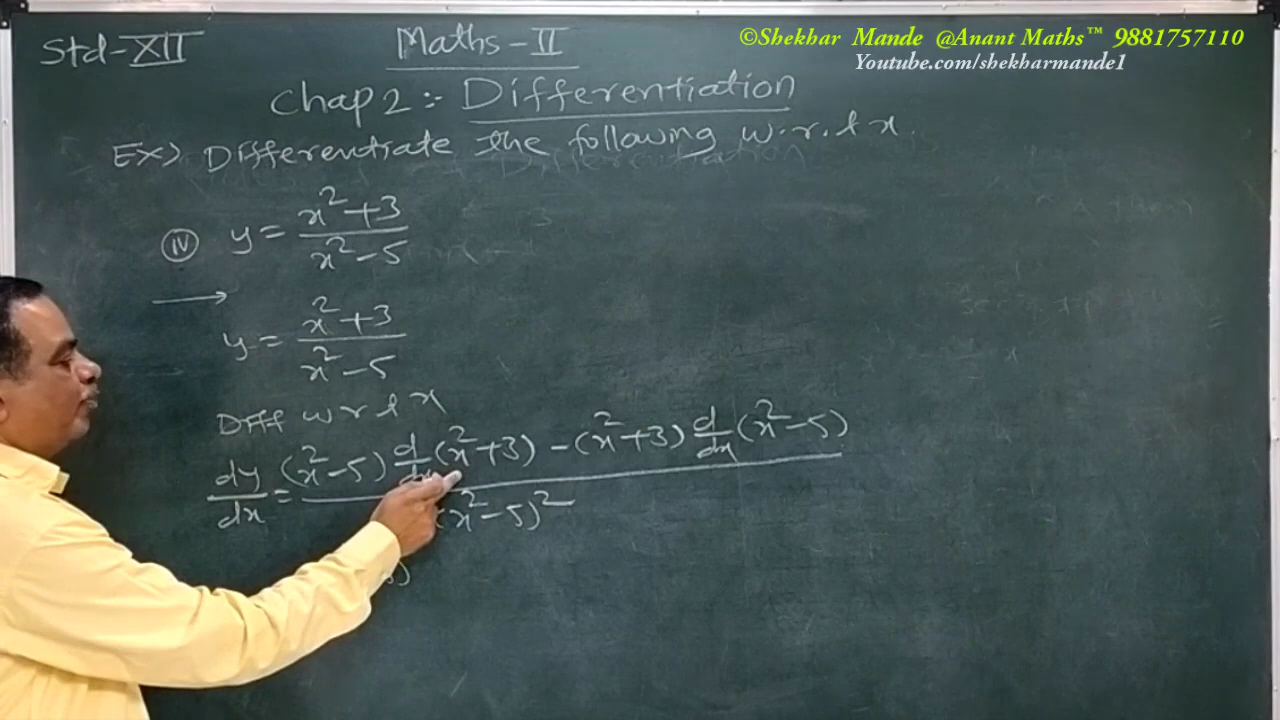 Std-XII
Maths-II
©Shekhar Mande @Anant Maths™ 9881757110
Youtube.com/shekharmande1
Chap 2:- Differentiation
Ex> Differentiate the following w.r.t x.
(iv) y = (x²+3)/(x²-5)
→
y = (x²+3)/(x²-5)
Diff w r t x
dy/dx = ((x²-5) d/dx (x²+3) - (x²+3) d/dx (x²-5))/(x²-5)²